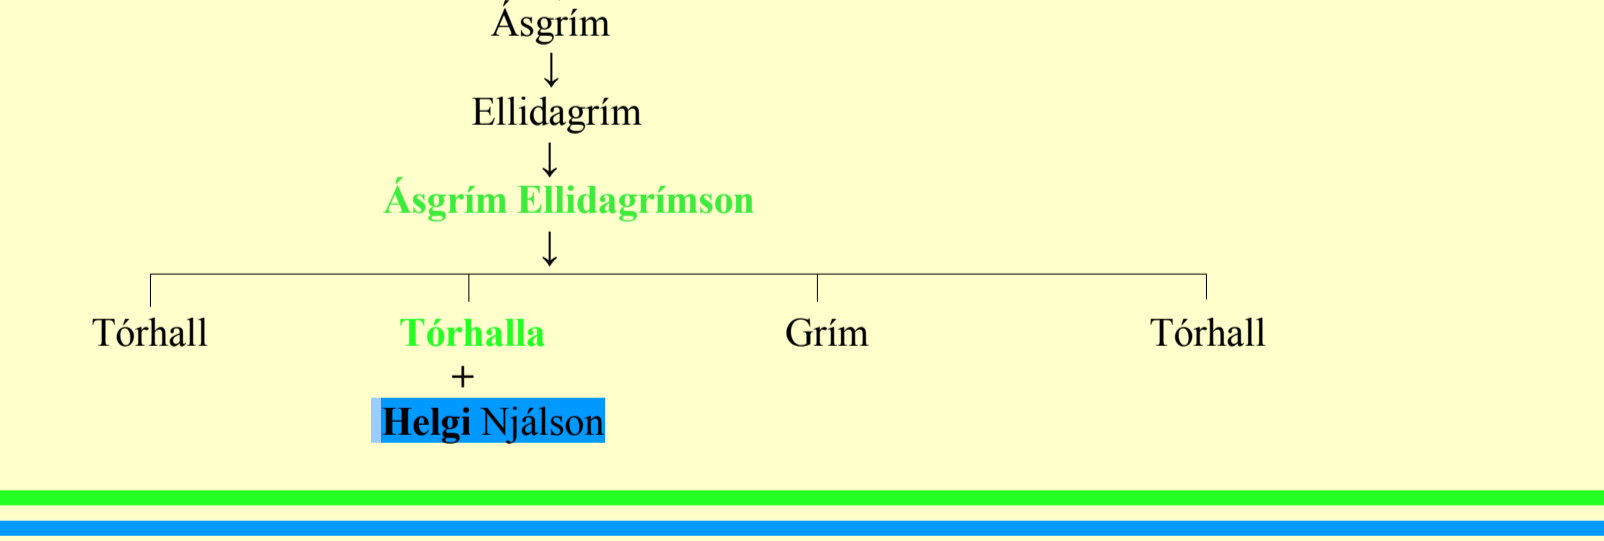 Ásgrím
↓
Ellidagrím
↓
Ásgrím Ellidagrímson
↓
Tórhall Tórhalla Grím Tórhall
+
Helgi Njálson